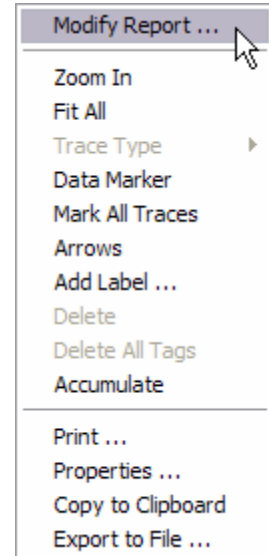 Modify Report ...
Zoom In
Fit All
Trace Type
Data Marker
Mark All Traces
Arrows
Add Label ...
Delete
Delete All Tags
Accumulate
Print ...
Properties ...
Copy to Clipboard
Export to File ...